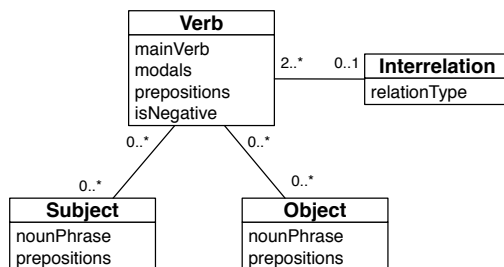 Verb
mainVerb
modals
prepositions
isNegative
2..*
0..1
Interrelation
relationType
0..*
0..*
0..*
0..*
Subject
nounPhrase
prepositions
Object
nounPhrase
prepositions